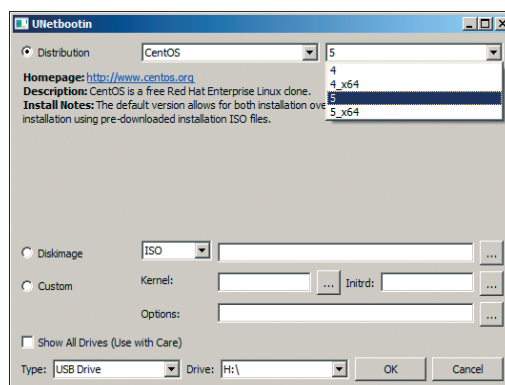 UNetbootin
Distribution CentOS 5
4
4_x64
5
5_x64
Homepage: http://www.centos.org
Description: CentOS is a free Red Hat Enterprise Linux clone.
Install Notes: The default version allows for both installation ove
installation using pre-downloaded installation ISO files.
Diskimage ISO ...
Custom Kernel: ... Initrd: ...
Options: ...
Show All Drives (Use with Care)
Type: USB Drive Drive: H:\ OK Cancel